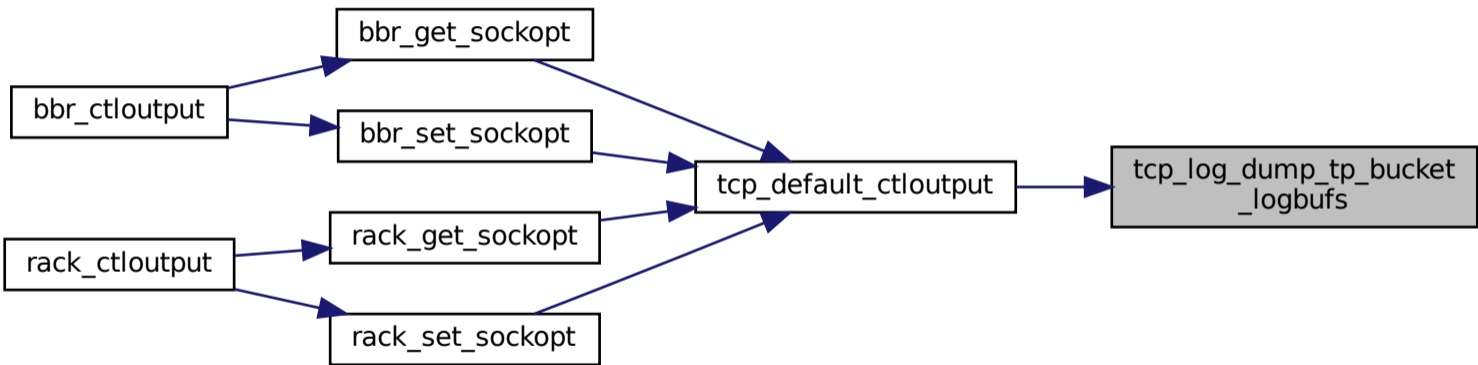 bbr_get_sockopt
bbr_ctloutput
bbr_set_sockopt
tcp_default_ctloutput
tcp_log_dump_tp_bucket
_logbufs
rack_get_sockopt
rack_ctloutput
rack_set_sockopt